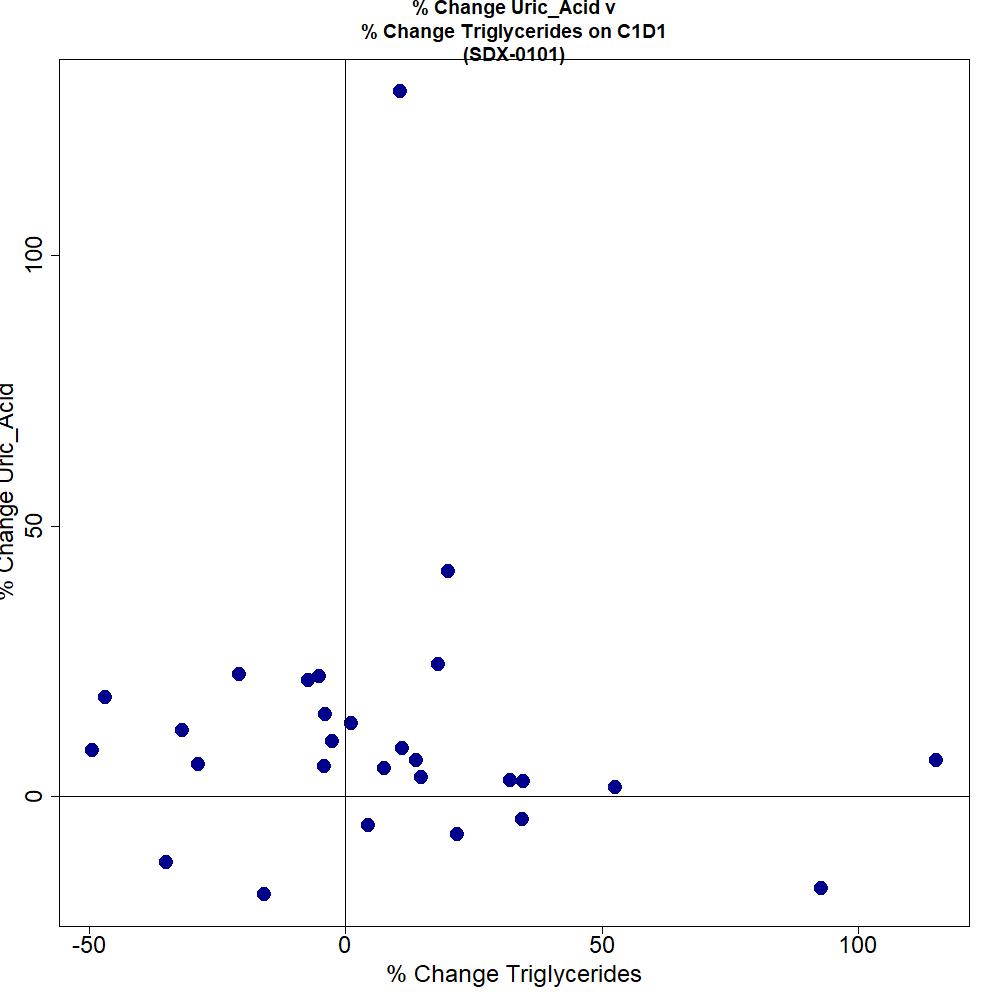 % Change Uric_Acid v
% Change Triglycerides on C1D1
(SDX-0101)
% Change Uric_Acid
100
50
0
-50
0
50
100
% Change Triglycerides